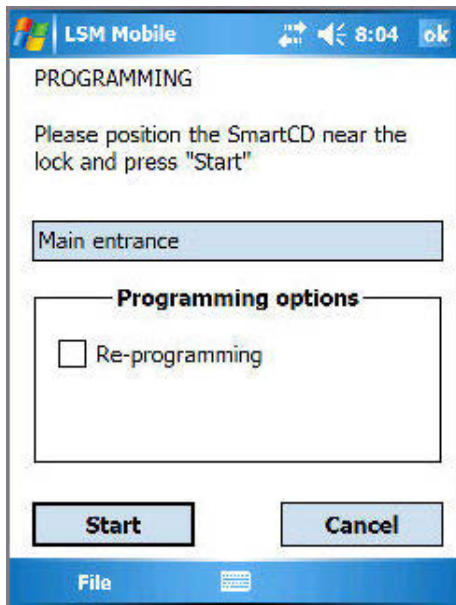 LSM Mobile 8:04 ok
PROGRAMMING
Please position the SmartCD near the
lock and press "Start"
Main entrance
Programming options
Re-programming
Start Cancel
File